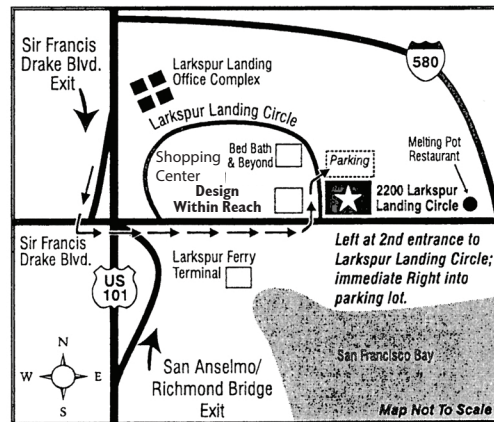 Sir Francis
Drake Blvd.
Exit
Larkspur Landing
Office Complex
580
Larkspur Landing Circle
Shopping
Center
Bed Bath
& Beyond
Parking
Melting Pot
Restaurant
Design
Within Reach
2200 Larkspur
Landing Circle
Sir Francis
Drake Blvd.
US
101
Larkspur Ferry
Terminal
Left at 2nd entrance to
Larkspur Landing Circle;
immediate Right into
parking lot.
N
W
E
S
San Anselmo/
Richmond Bridge
Exit
San Francisco Bay
Map Not To Scale